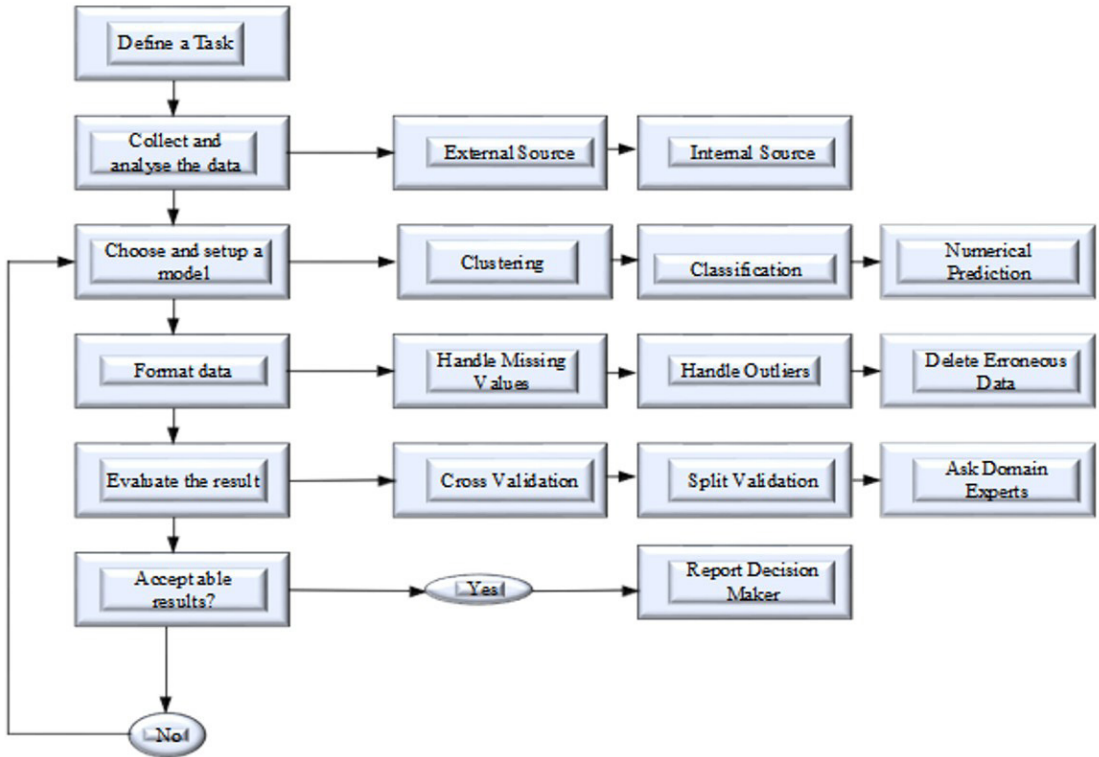 Define a Task
Collect and
analyse the data
External Source
Internal Source
Choose and setup a
model
Clustering
Classification
Numerical
Prediction
Format data
Handle Missing
Values
Handle Outliers
Delete Erroneous
Data
Evaluate the result
Cross Validation
Split Validation
Ask Domain
Experts
Acceptable
results?
Yes
Report Decision
Maker
No